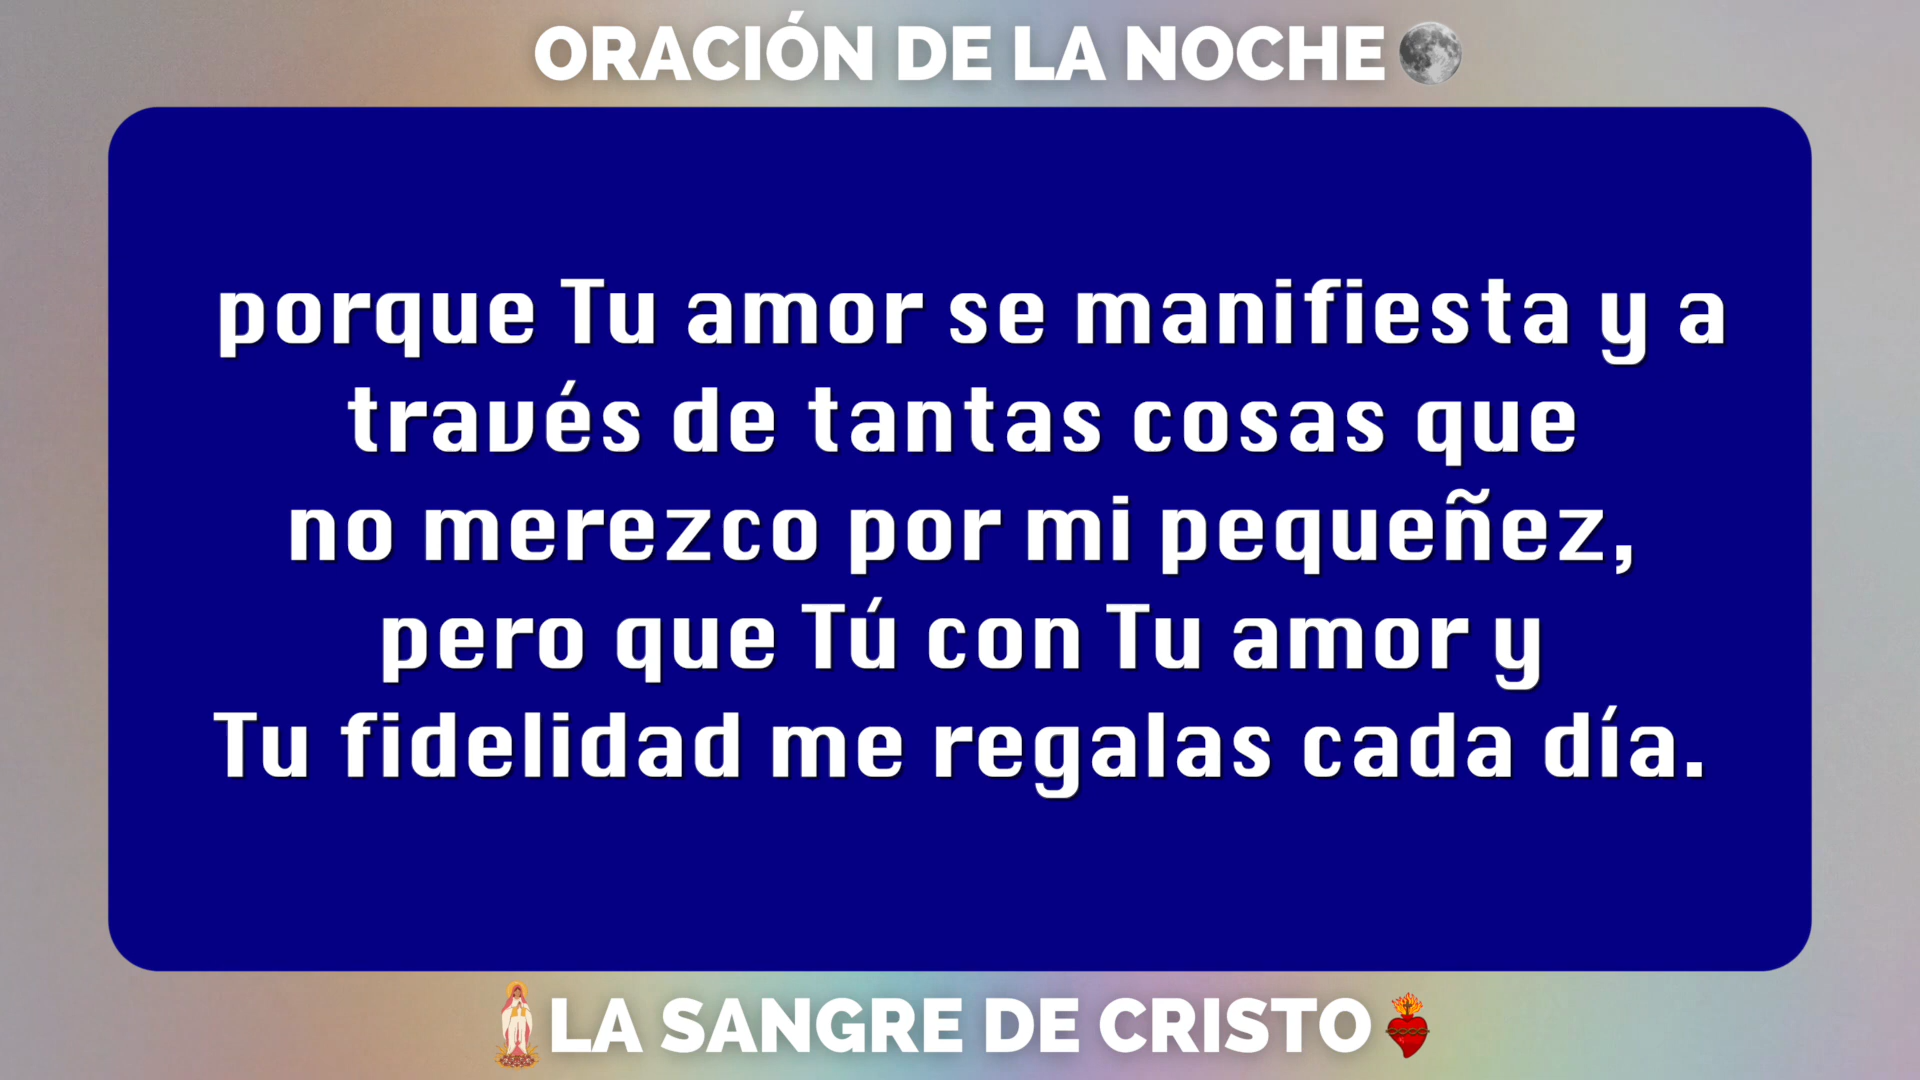 ORACIÓN DE LA NOCHE
porque Tu amor se manifiesta y a
través de tantas cosas que
no merezco por mi pequeñez,
pero que Tú con Tu amor y
Tu fidelidad me regalas cada día.
LA SANGRE DE CRISTO